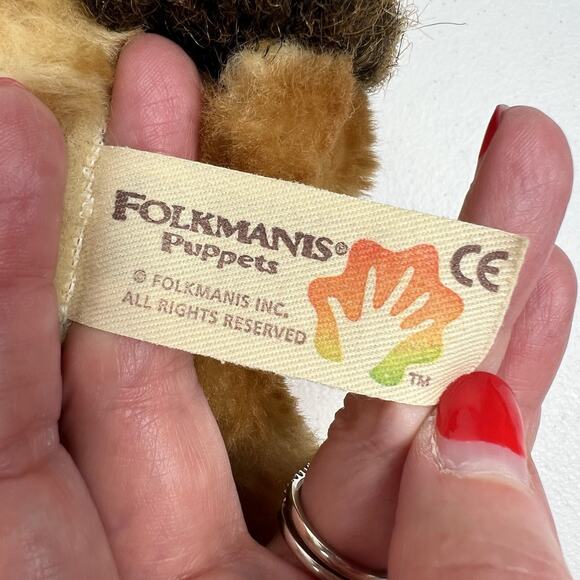 FOLKMANIS®
Puppets
© FOLKMANIS INC.
ALL RIGHTS RESERVED
CE
TM